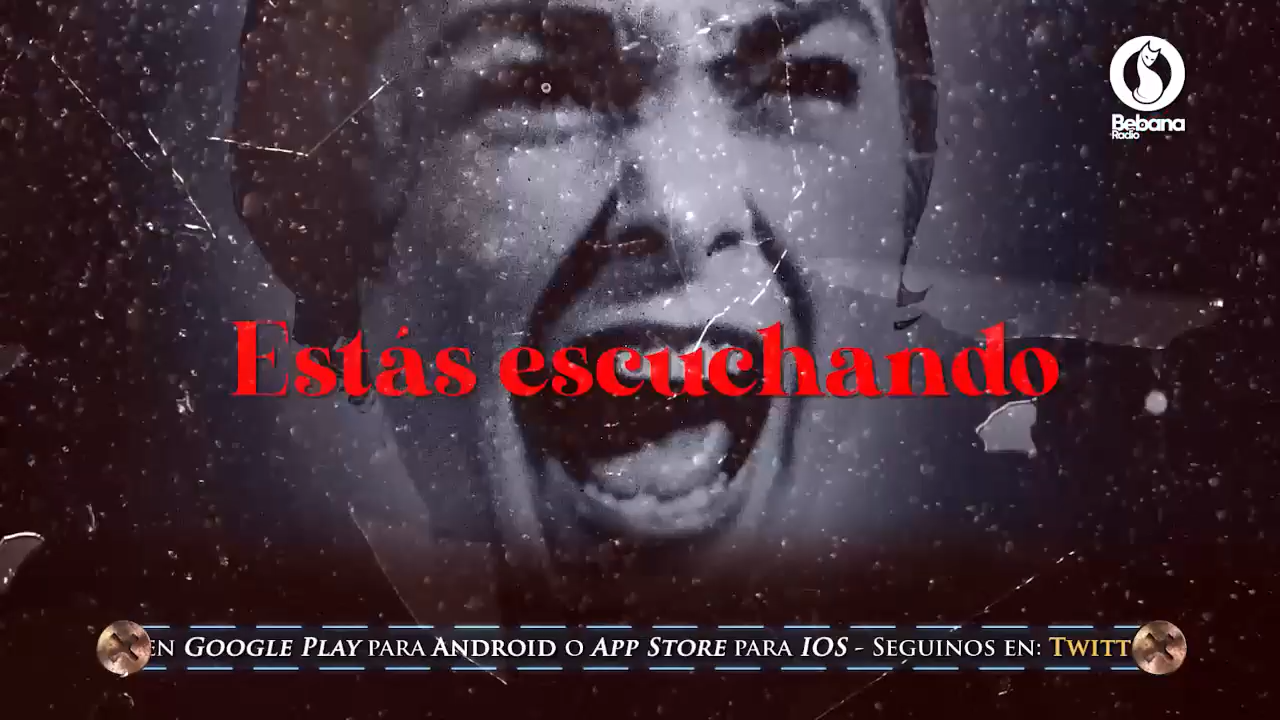 Bebana
Radio
Estás escuchando
EN GOOGLE PLAY PARA ANDROID O APP STORE PARA IOS - SEGUINOS EN: TWITT